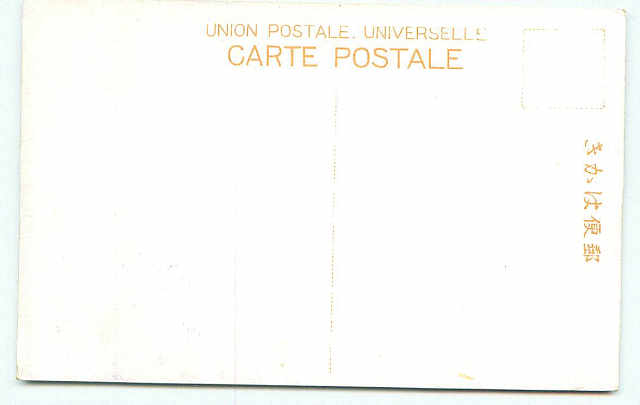 UNION POSTALE. UNIVERSELLE
CARTE POSTALE
郵便はかき